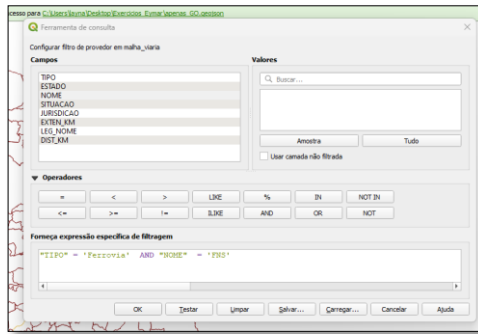 cesso para C:\Users\layna\Desktop\Exercicios_Eymar\apenas_GO.geojson
Ferramenta de consulta
Configurar filtro de provedor em malha_viaria
Campos
TIPO
ESTADO
NOME
SITUACAO
JURISDICAO
EXTEN_KM
LEG_NOME
DIST_KM
Valores
Buscar...
Amostra Tudo
Usar camada não filtrada
Operadores
= < > LIKE % IN NOT IN
<= >= != ILIKE AND OR NOT
Forneça expressão específica de filtragem
"TIPO" = 'Ferrovia' AND "NOME" = 'FNS'
OK Testar Limpar Salvar... Carregar... Cancelar Ajuda